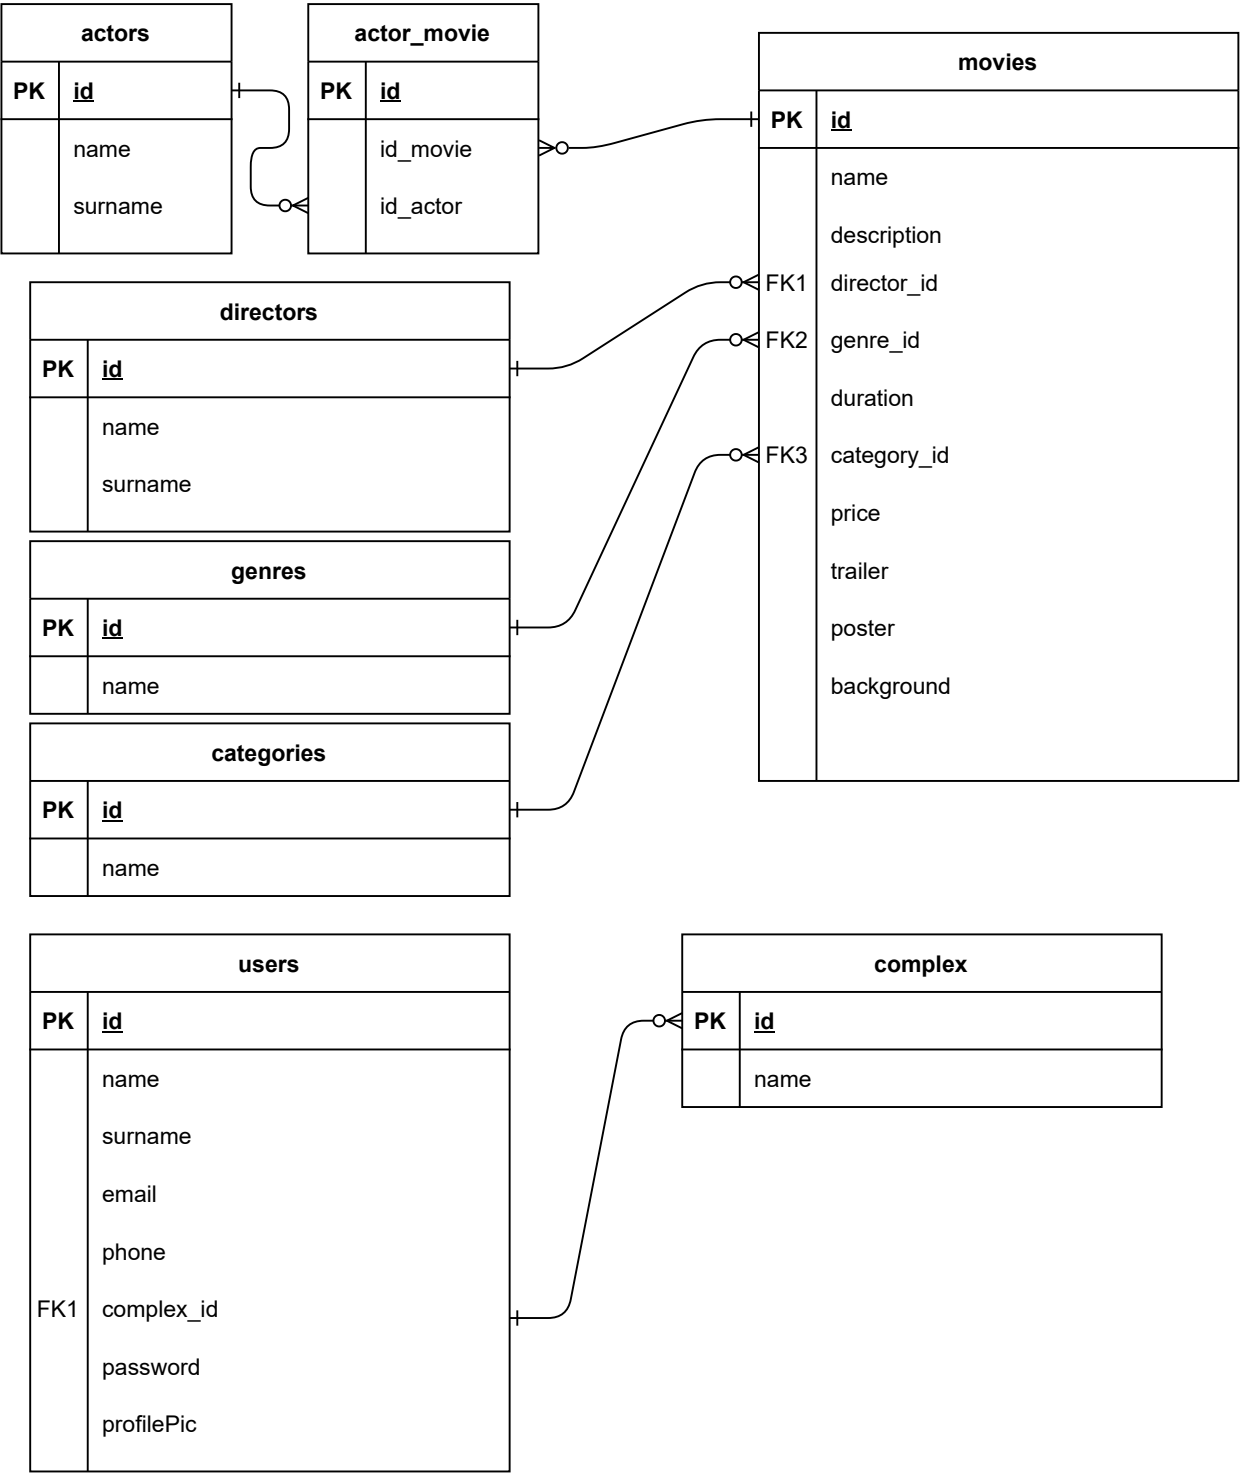 actors
PK id
name
surname
actor_movie
PK id
id_movie
id_actor
movies
PK id
name
description
FK1 director_id
FK2 genre_id
duration
FK3 category_id
price
trailer
poster
background
directors
PK id
name
surname
genres
PK id
name
categories
PK id
name
users
PK id
name
surname
email
phone
FK1 complex_id
password
profilePic
complex
PK id
name